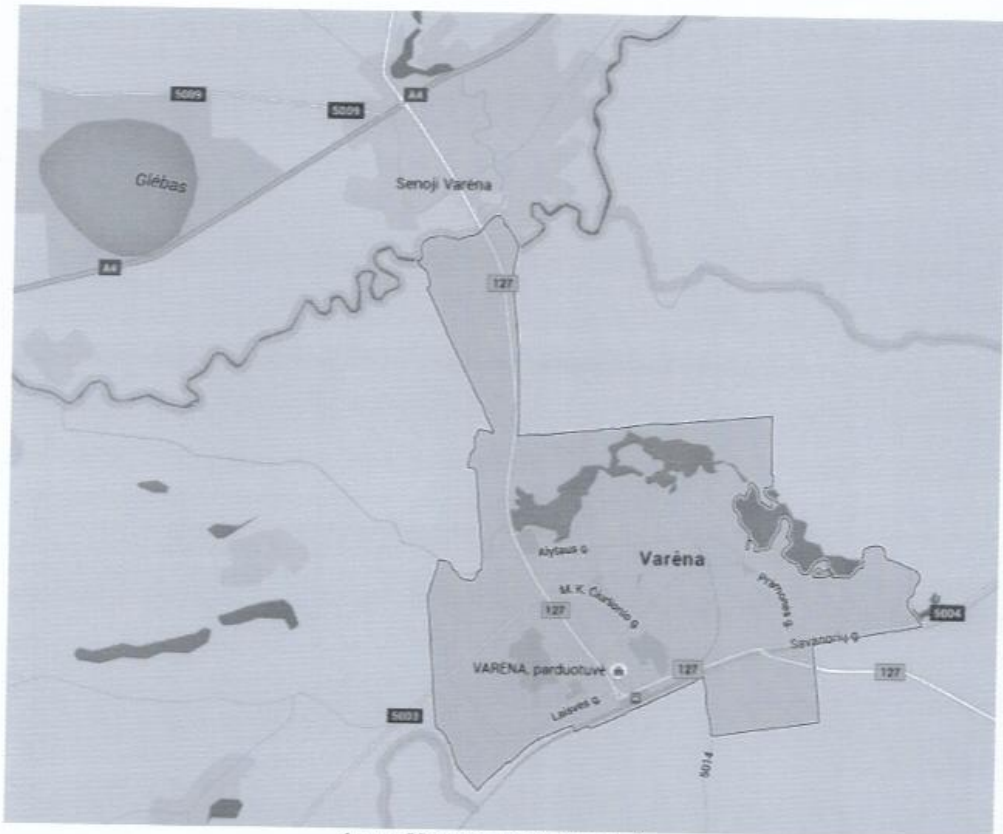 5009
5009
A4
Glėbas
Senoji Varėna
A4
127
Alytaus g.
Varėna
M. K. Čiurlionio g.
Pramonės g.
127
5004
Savanorių g.
VARĖNA, parduotuvė
127
127
Laisvės g.
5003
5014